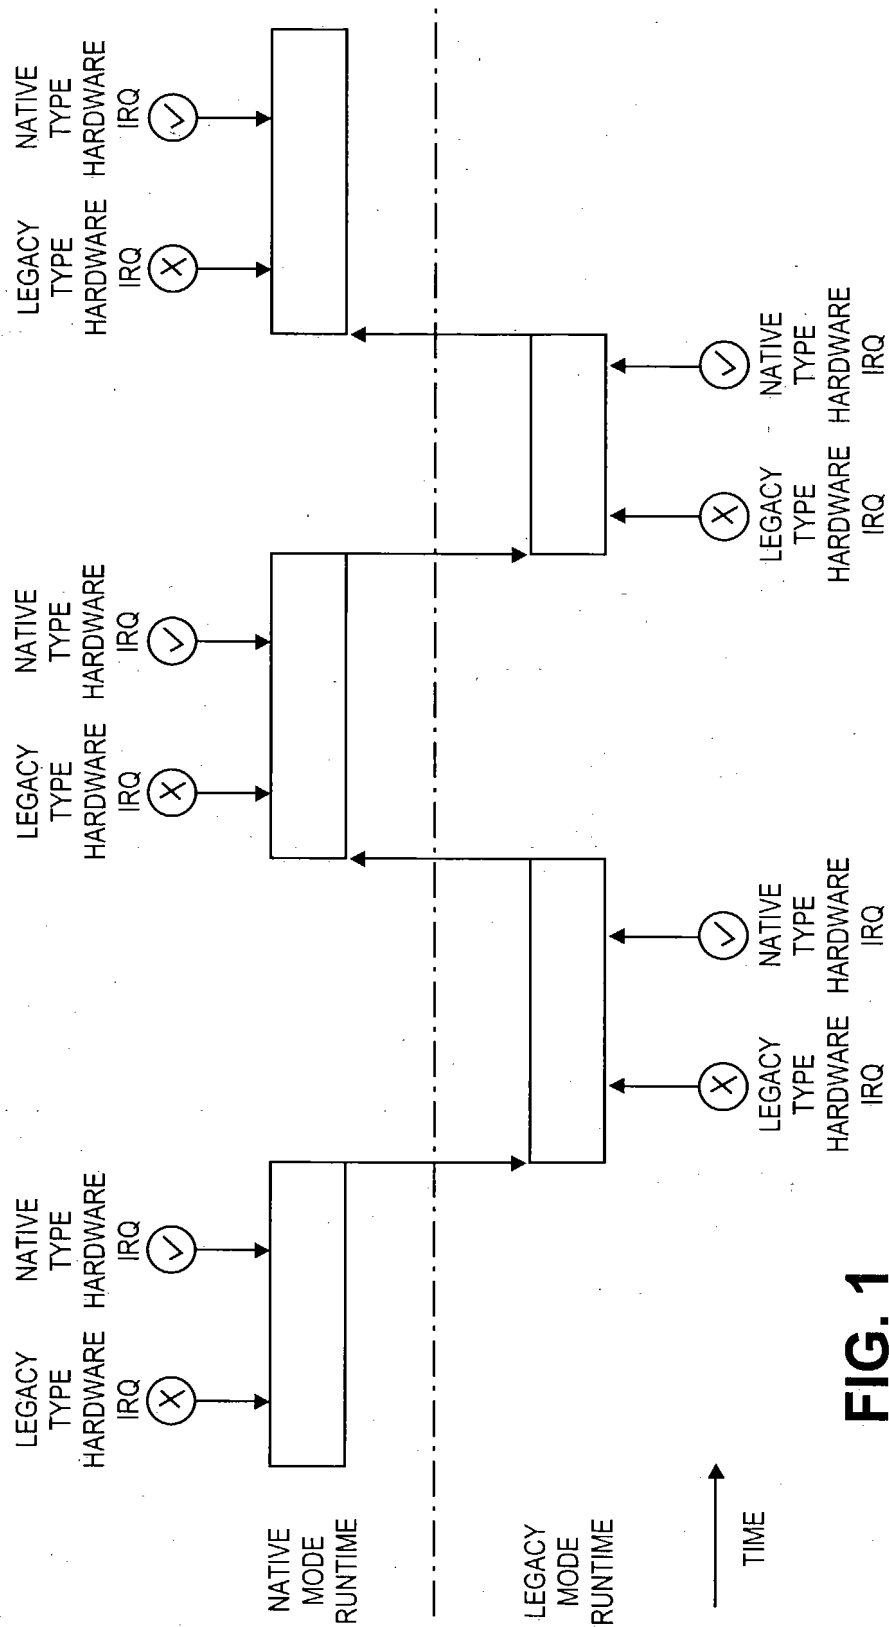 LEGACY
TYPE
HARDWARE
IRQ
X
NATIVE
TYPE
HARDWARE
IRQ
LEGACY
TYPE
HARDWARE
IRQ
X
NATIVE
TYPE
HARDWARE
IRQ
LEGACY
TYPE
HARDWARE
IRQ
X
NATIVE
TYPE
HARDWARE
IRQ
NATIVE
MODE
RUNTIME
LEGACY
MODE
RUNTIME
X
LEGACY
TYPE
HARDWARE
IRQ
NATIVE
TYPE
HARDWARE
IRQ
X
LEGACY
TYPE
HARDWARE
IRQ
NATIVE
TYPE
HARDWARE
IRQ
TIME
FIG. 1